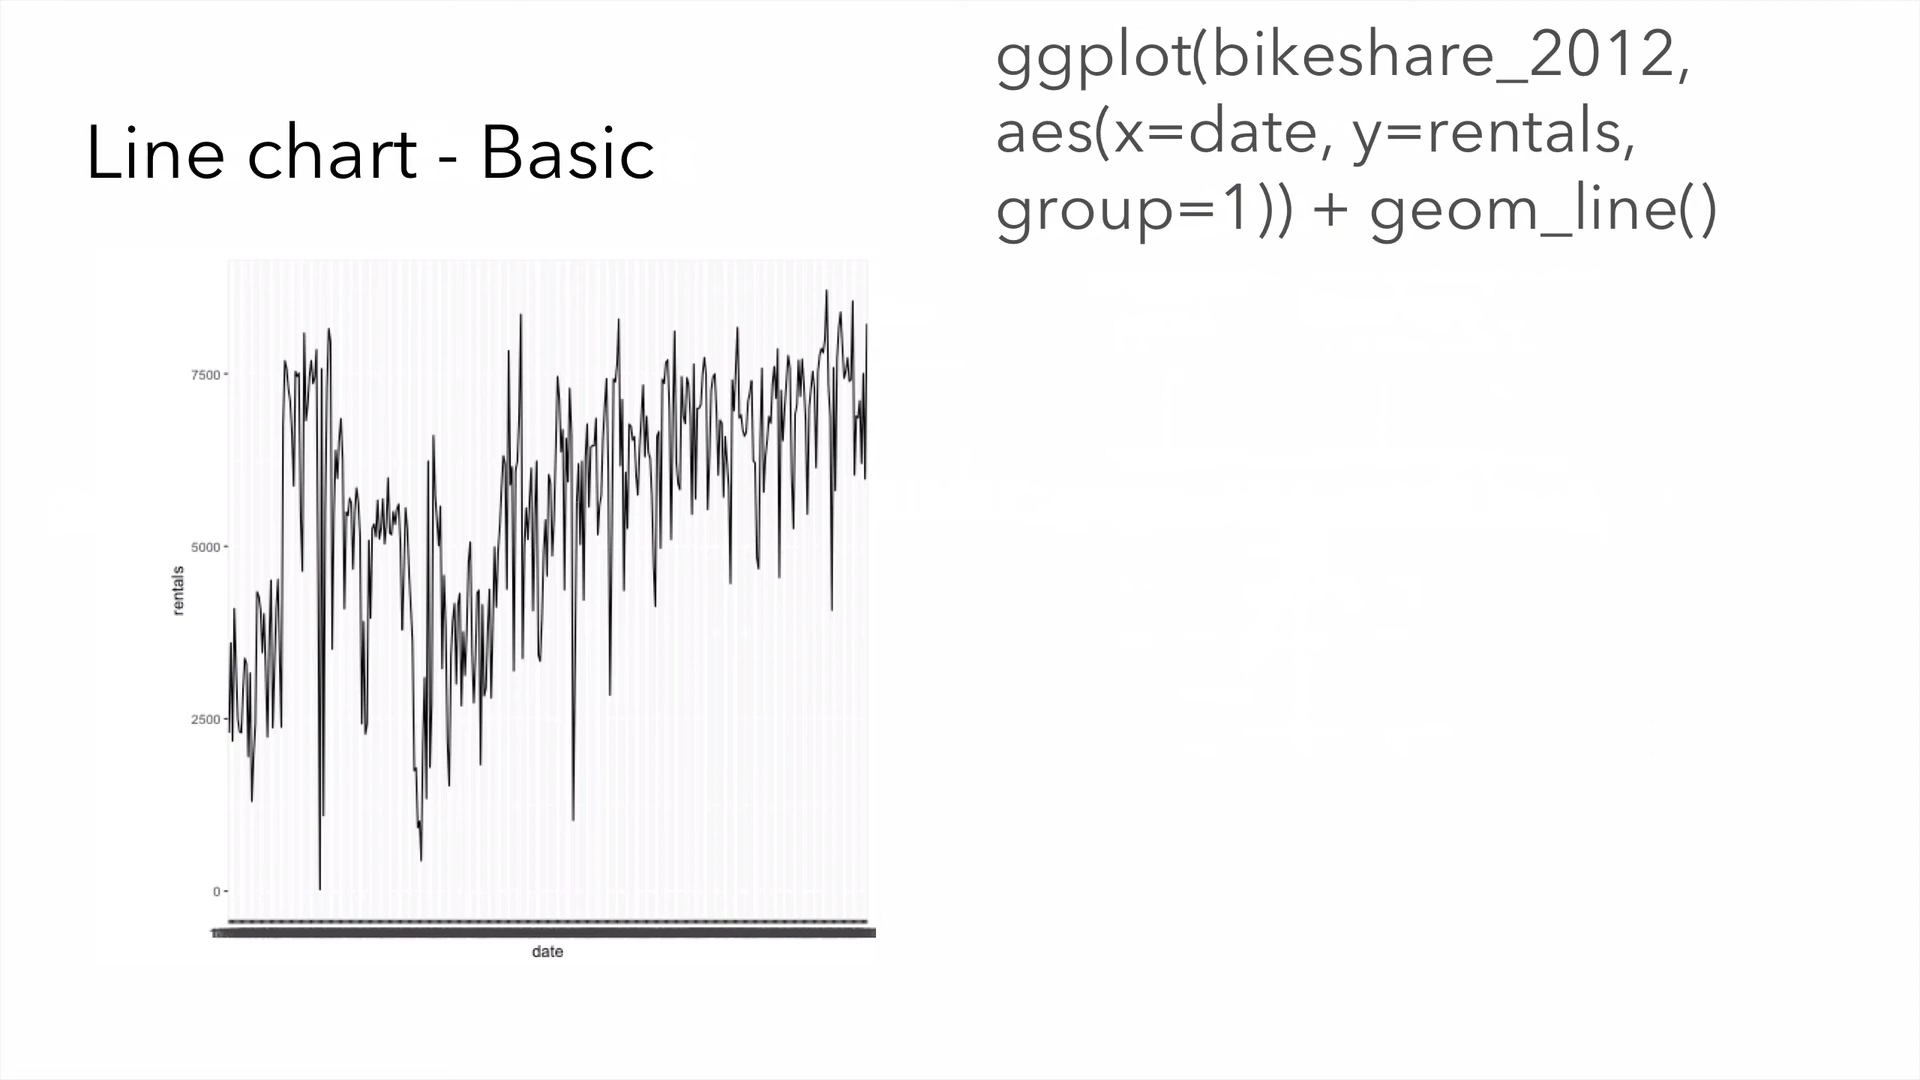 Line chart - Basic
ggplot(bikeshare_2012,
aes(x=date, y=rentals,
group=1)) + geom_line()
7500
5000
2500
0
rentals
date